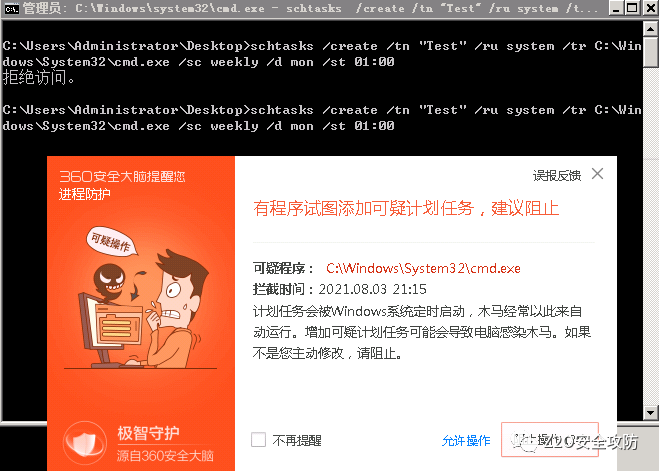 管理员: C:\Windows\system32\cmd.exe - schtasks /create /tn "Test" /ru system /t...
C:\Users\Administrator\Desktop>schtasks /create /tn "Test" /ru system /tr C:\Win
dows\System32\cmd.exe /sc weekly /d mon /st 01:00
拒绝访问。
C:\Users\Administrator\Desktop>schtasks /create /tn "Test" /ru system /tr C:\Win
dows\System32\cmd.exe /sc weekly /d mon /st 01:00
360安全大脑提醒您
进程防护
可疑操作
极智守护
源自360安全大脑
误报反馈
有程序试图添加可疑计划任务，建议阻止
可疑程序： C:\Windows\System32\cmd.exe
拦截时间：2021.08.03 21:15
计划任务会被Windows系统定时启动，木马经常以此来自
动运行。增加可疑计划任务可能会导致电脑感染木马。如果
不是您主动修改，请阻止。
不再提醒
允许操作
操作
Z2O安全攻防